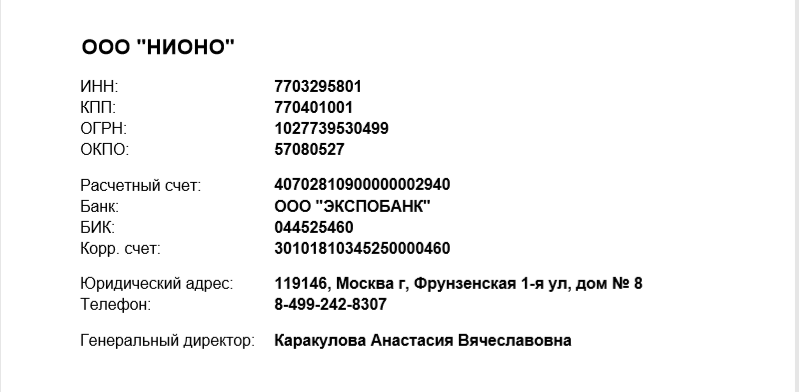 ООО "НИОНО"
ИНН: 7703295801
КПП: 770401001
ОГРН: 1027739530499
ОКПО: 57080527
Расчетный счет: 40702810900000002940
Банк: ООО "ЭКСПОБАНК"
БИК: 044525460
Корр. счет: 30101810345250000460
Юридический адрес: 119146, Москва г, Фрунзенская 1-я ул, дом № 8
Телефон: 8-499-242-8307
Генеральный директор: Каракулова Анастасия Вячеславовна